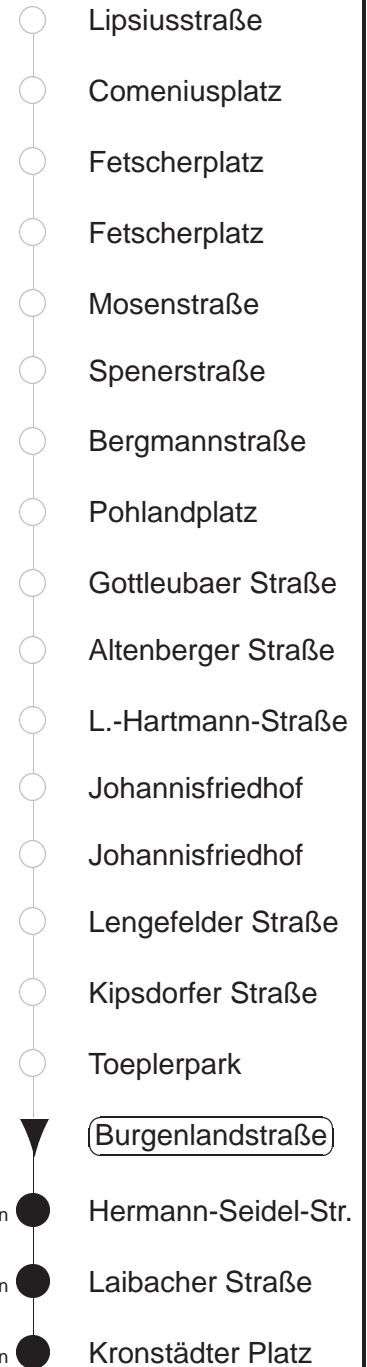 Lipsiusstraße
Comeniusplatz
Fetscherplatz
Fetscherplatz
Mosenstraße
Spenerstraße
Bergmannstraße
Pohlandplatz
Gottleubaer Straße
Altenberger Straße
L.-Hartmann-Straße
Johannisfriedhof
Johannisfriedhof
Lengefelder Straße
Kipsdorfer Straße
Toeplerpark
Burgenlandstraße
n Hermann-Seidel-Str.
n Laibacher Straße
n Kronstädter Platz